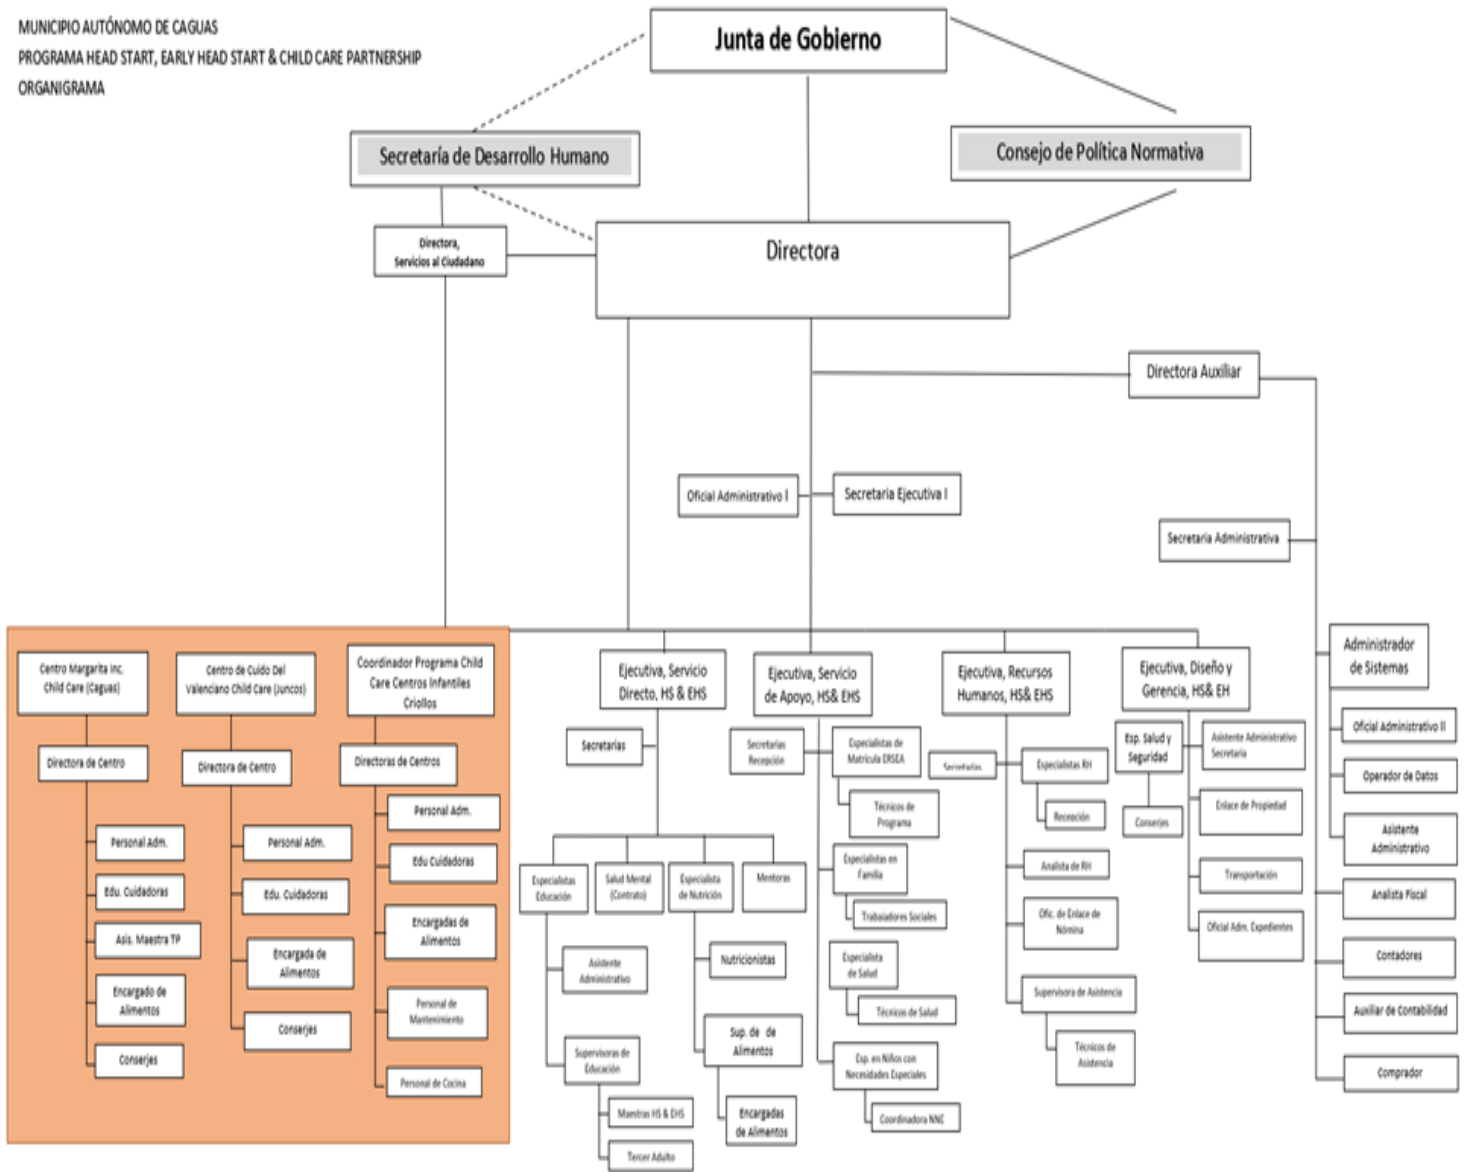 MUNICIPIO AUTÓNOMO DE CAGUAS
PROGRAMA HEAD START, EARLY HEAD START & CHILD CARE PARTNERSHIP
ORGANIGRAMA
Junta de Gobierno
Secretaría de Desarrollo Humano
Consejo de Política Normativa
Directora,
Servicios al Ciudadano
Directora
Directora Auxiliar
Oficial Administrativo I
Secretaria Ejecutiva I
Secretaria Administrativa
Centro Margarita Inc.
Child Care (Caguas)
Directora de Centro
Personal Adm.
Edu. Cuidadoras
Asis. Maestra TP
Encargado de
Alimentos
Conserjes
Centro de Cuido Del
Valenciano Child Care (Juncos)
Directora de Centro
Personal Adm.
Edu. Cuidadoras
Encargada de
Alimentos
Conserjes
Coordinador Programa Child
Care Centros Infantiles
Criollos
Directoras de Centros
Personal Adm.
Edu Cuidadoras
Encargadas de
Alimentos
Personal de
Mantenimiento
Personal de Cocina
Ejecutiva, Servicio
Directo, HS & EHS
Secretarias
Especialistas
Educación
Salud Mental
(Contrato)
Especialista
de Nutrición
Mentoras
Asistente
Administrativo
Supervisoras de
Educación
Maestras HS & EHS
Tercer Adulto
Nutricionistas
Sup. de de
Alimentos
Encargadas
de Alimentos
Ejecutiva, Servicio
de Apoyo, HS& EHS
Secretarias
Recepción
Especialistas de
Matrícula ERSEA
Técnicos de
Programa
Especialistas en
Familia
Trabajadores Sociales
Especialista
de Salud
Técnicos de Salud
Esp. en Niños con
Necesidades Especiales
Coordinadora NNE
Ejecutiva, Recursos
Humanos, HS& EHS
Secretarias
Especialistas RH
Recepción
Analista de RH
Ofic. de Enlace de
Nómina
Supervisora de Asistencia
Técnicos de
Asistencia
Ejecutiva, Diseño y
Gerencia, HS& EH
Esp. Salud y
Seguridad
Conserjes
Asistente Administrativo
Secretaria
Enlace de Propiedad
Transportación
Oficial Adm. Expedientes
Administrador
de Sistemas
Oficial Administrativo II
Operador de Datos
Asistente
Administrativo
Analista Fiscal
Contadores
Auxiliar de Contabilidad
Comprador